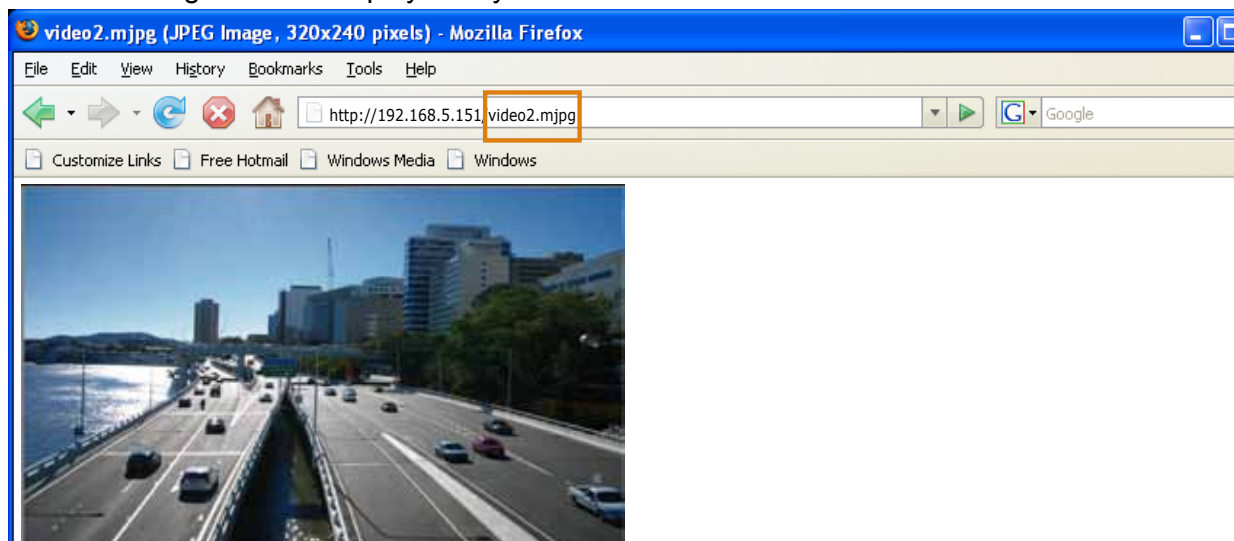 video2.mjpg (JPEG Image, 320x240 pixels) - Mozilla Firefox
File Edit View History Bookmarks Tools Help
http://192.168.5.151/video2.mjpg G Google
Customize Links Free Hotmail Windows Media Windows